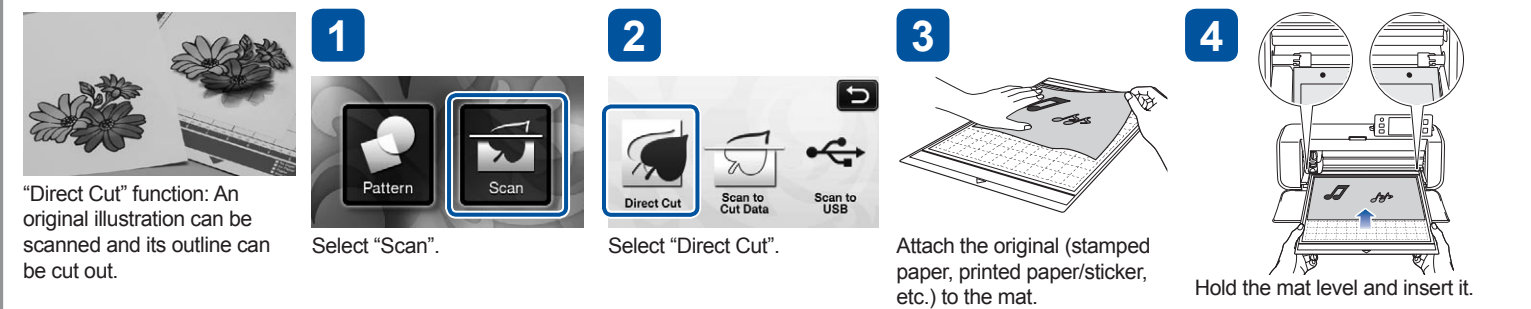 “Direct Cut” function: An
original illustration can be
scanned and its outline can
be cut out.
1
Pattern
Scan
Select “Scan”.
2
Direct Cut
Scan to
Cut Data
Scan to
USB
Select “Direct Cut”.
3
Attach the original (stamped
paper, printed paper/sticker,
etc.) to the mat.
4
Hold the mat level and insert it.